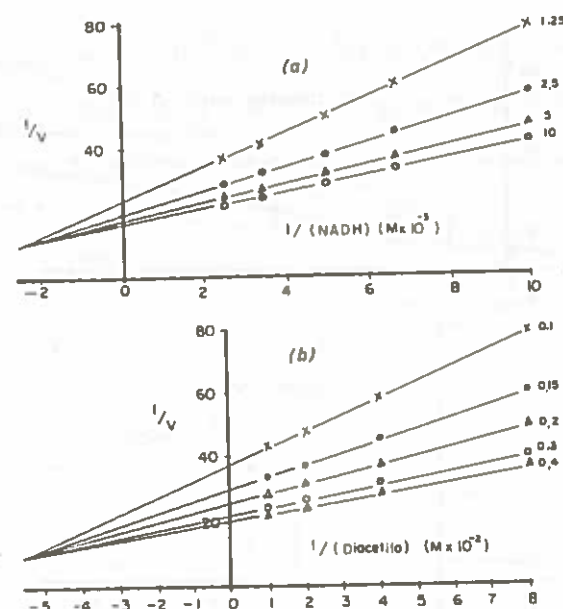 80
1,25
(a)
60
2,5
1/v
5
40
10
1/ (NADH) (M x 10⁻³)
-2 0 2 4 6 8 10
80
0.1
(b)
60
0,15
1/v
0,2
40
0.3
0,4
20
1/ (Diacetilo) (M x 10⁻²)
-5 -4 -3 -2 -1 0 1 2 3 4 5 6 7 8